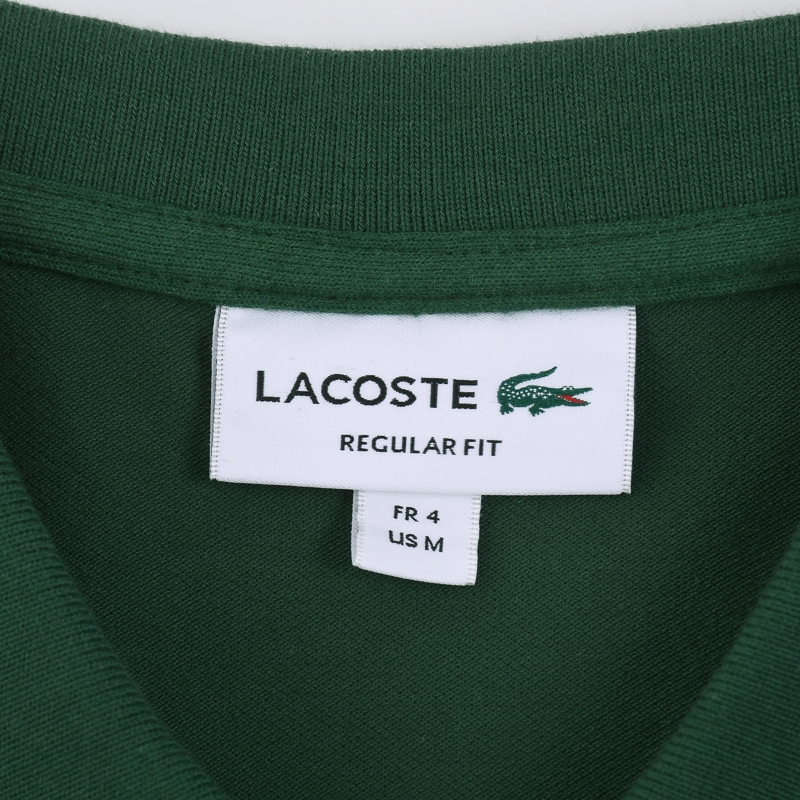 LACOSTE
REGULAR FIT
FR 4
US M